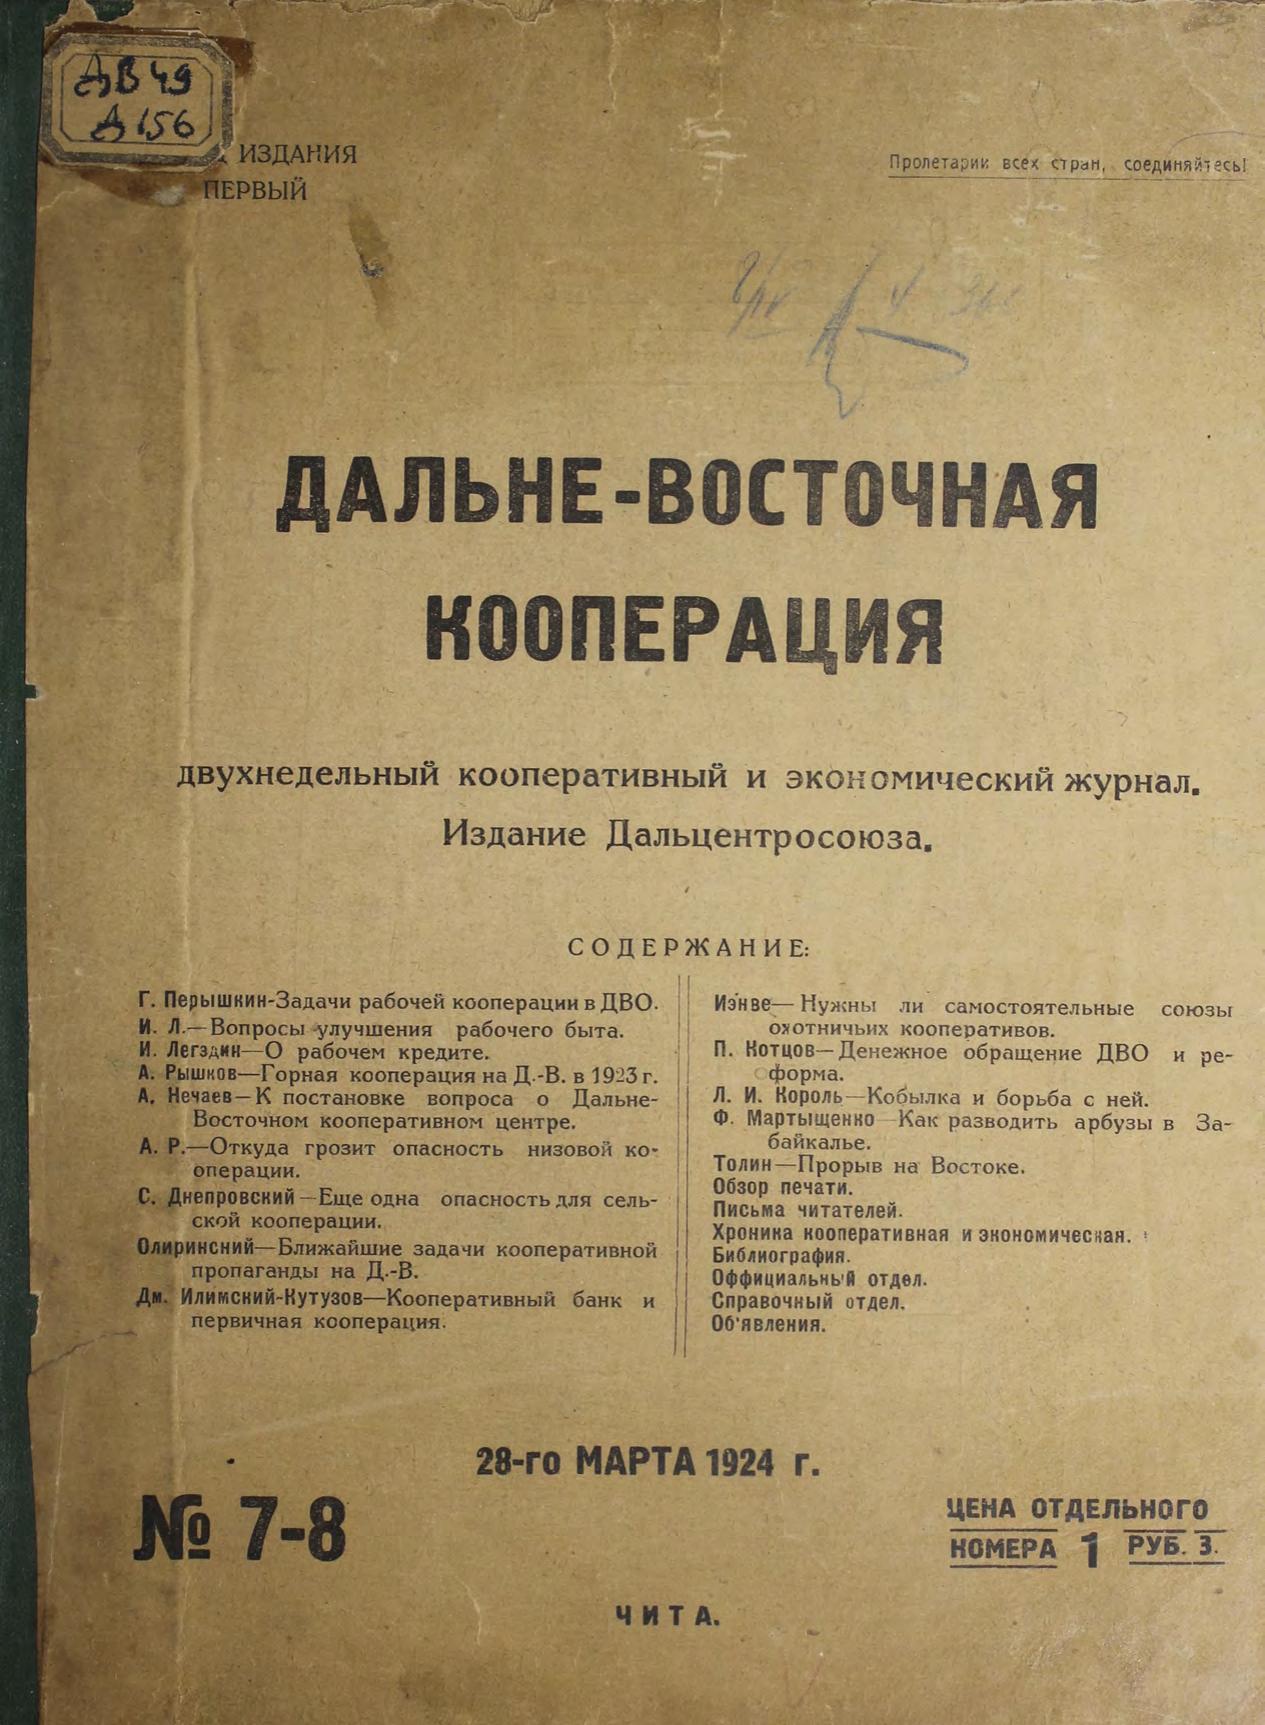 ДВ 49
Д 156
ИЗДАНИЯ
ПЕРВЫЙ
Пролетарии всех стран, соединяйтесь!
ДАЛЬНЕ-ВОСТОЧНАЯ
КООПЕРАЦИЯ
двухнедельный кооперативный и экономический журнал.
Издание Дальцентросоюза.
СОДЕРЖАНИЕ:
Г. Перышкин-Задачи рабочей кооперации в ДВО.
И. Л.—Вопросы улучшения рабочего быта.
И. Легздин—О рабочем кредите.
А. Рышков—Горная кооперация на Д.-В. в 1923 г.
А. Нечаев—К постановке вопроса о Дальне-
Восточном кооперативном центре.
А. Р.—Откуда грозит опасность низовой ко-
операции.
С. Днепровский—Еще одна опасность для сель-
ской кооперации.
Олиринский—Ближайшие задачи кооперативной
пропаганды на Д.-В.
Дм. Илимский-Кутузов—Кооперативный банк и
первичная кооперация.
Иэнве—Нужны ли самостоятельные союзы
охотничьих кооперативов.
П. Котцов—Денежное обращение ДВО и ре-
форма.
Л. И. Король—Кобылка и борьба с ней.
Ф. Мартыщенко—Как разводить арбузы в За-
байкалье.
Толин—Прорыв на Востоке.
Обзор печати.
Письма читателей.
Хроника кооперативная и экономическая.
Библиография.
Оффициальный отдел.
Справочный отдел.
Об'явления.
28-го МАРТА 1924 г.
№ 7-8
ЦЕНА ОТДЕЛЬНОГО
НОМЕРА 1 РУБ. З.
ЧИТА.